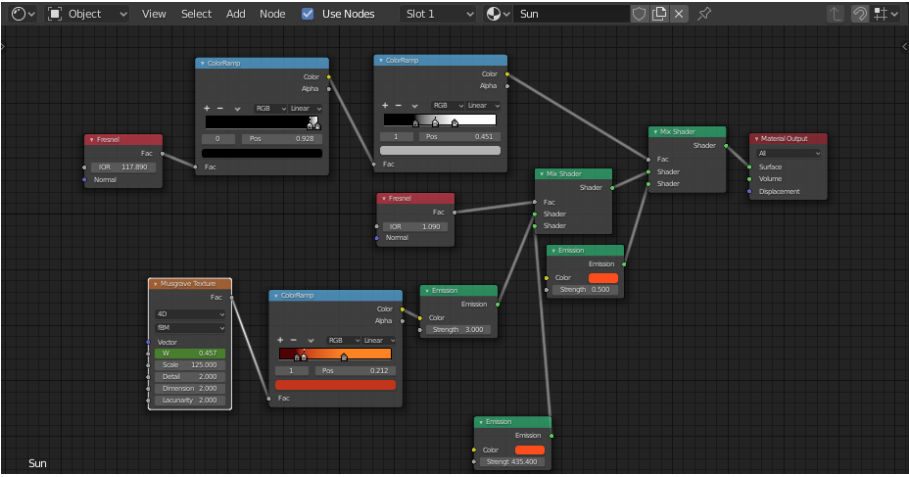 Object View Select Add Node Use Nodes Slot 1 Sun
ColorRamp
Color
Alpha
RGB Linear
0 Pos 0.928
Fac
ColorRamp
Color
Alpha
RGB Linear
1 Pos 0.451
Fac
Fresnel
Fac
IOR 117.890
Normal
Mix Shader
Shader
Fac
Shader
Shader
Material Output
All
Surface
Volume
Displacement
Mix Shader
Shader
Fac
Shader
Shader
Fresnel
Fac
IOR 1.090
Normal
Emission
Emission
Color
Strength 0.500
Musgrave Texture
Fac
4D
fBM
Vector
W 0.457
Scale 125.000
Detail 2.000
Dimension 2.000
Lacunarity 2.000
ColorRamp
Color
Alpha
RGB Linear
1 Pos 0.212
Fac
Emission
Emission
Color
Strength 3.000
Emission
Emission
Color
Strengt 435.400
Sun